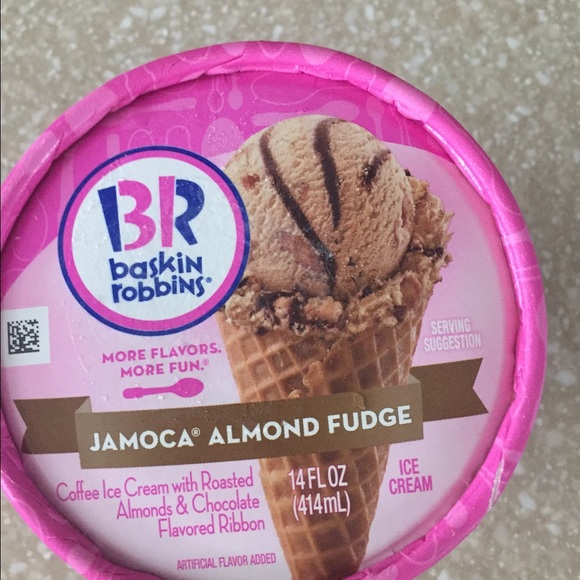 BR
baskin
robbins®
MORE FLAVORS.
MORE FUN.®
SERVING
SUGGESTION
JAMOCA® ALMOND FUDGE
Coffee Ice Cream with Roasted
Almonds & Chocolate
Flavored Ribbon
14 FL OZ
(414mL)
ICE
CREAM
ARTIFICIAL FLAVOR ADDED